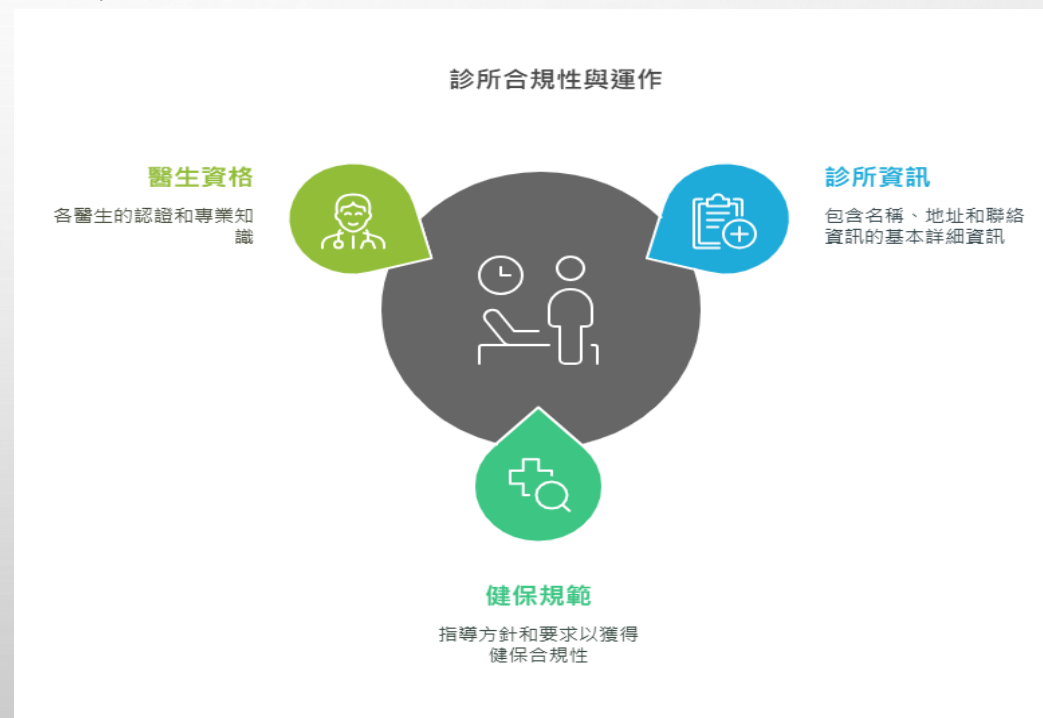 診所合規性與運作
醫生資格
各醫生的認證和專業知
識
診所資訊
包含名稱、地址和聯絡
資訊的基本詳細資訊
健保規範
指導方針和要求以獲得
健保合規性